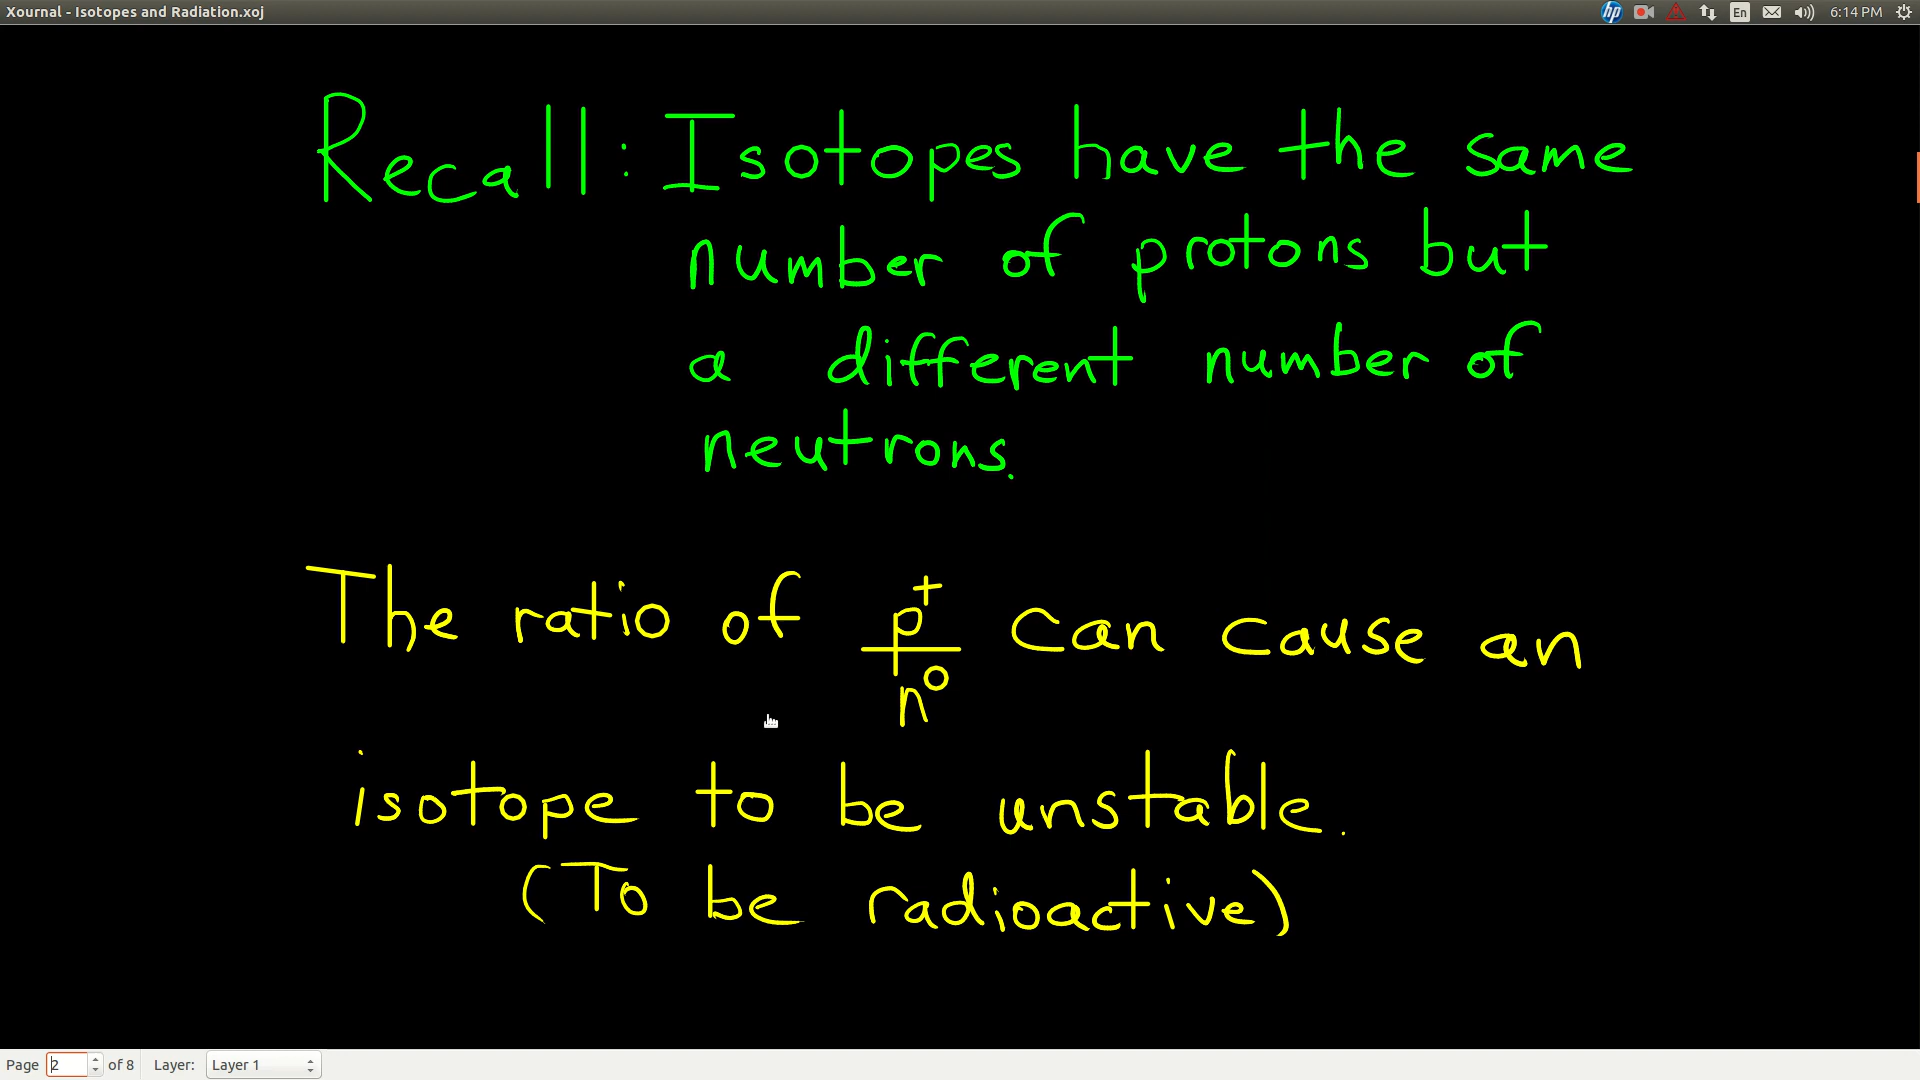 Xournal - Isotopes and Radiation.xoj
hp
En
6:14 PM
Recall: Isotopes have the same
number of protons but
a different number of
neutrons.
The ratio of p⁺/n⁰ can cause an
isotope to be unstable.
(To be radioactive)
Page 2 of 8 Layer: Layer 1